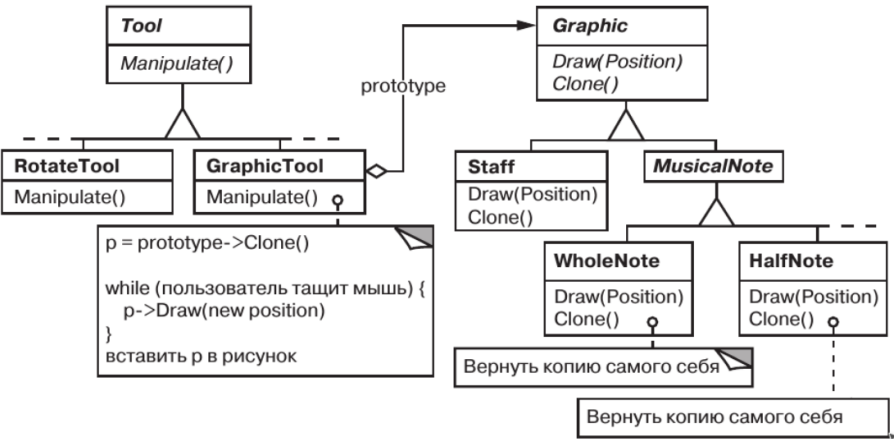 Tool
Manipulate()
Graphic
Draw(Position)
Clone()
prototype
RotateTool
Manipulate()
GraphicTool
Manipulate()
Staff
Draw(Position)
Clone()
MusicalNote
p = prototype->Clone()
while (пользователь тащит мышь) {
p->Draw(new position)
}
вставить p в рисунок
WholeNote
Draw(Position)
Clone()
HalfNote
Draw(Position)
Clone()
Вернуть копию самого себя
Вернуть копию самого себя